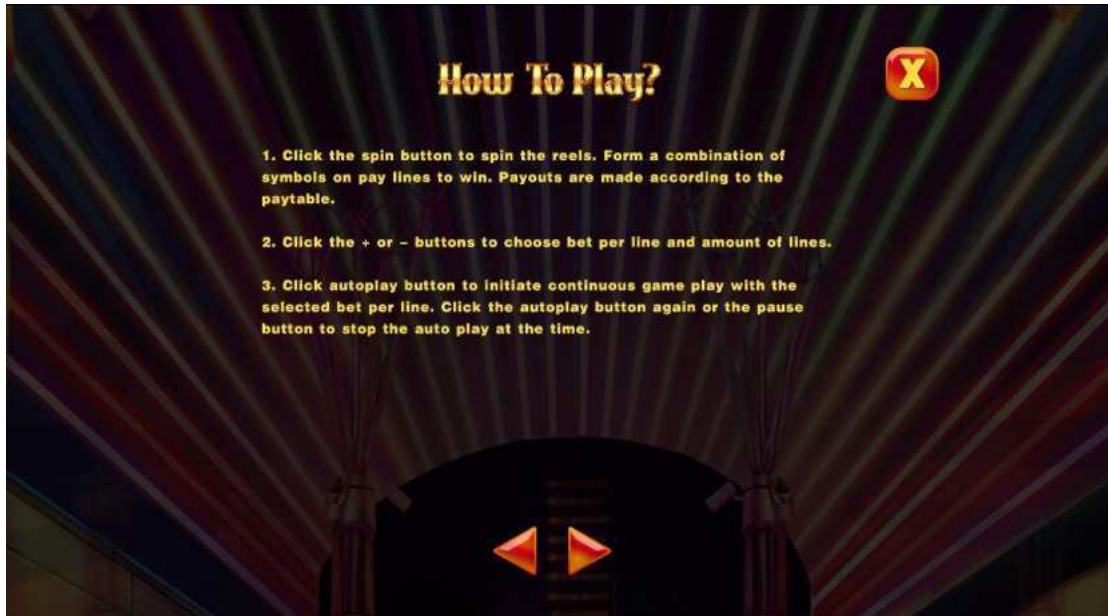 How To Play?
X
1. Click the spin button to spin the reels. Form a combination of
symbols on pay lines to win. Payouts are made according to the
paytable.
2. Click the + or – buttons to choose bet per line and amount of lines.
3. Click autoplay button to initiate continuous game play with the
selected bet per line. Click the autoplay button again or the pause
button to stop the auto play at the time.